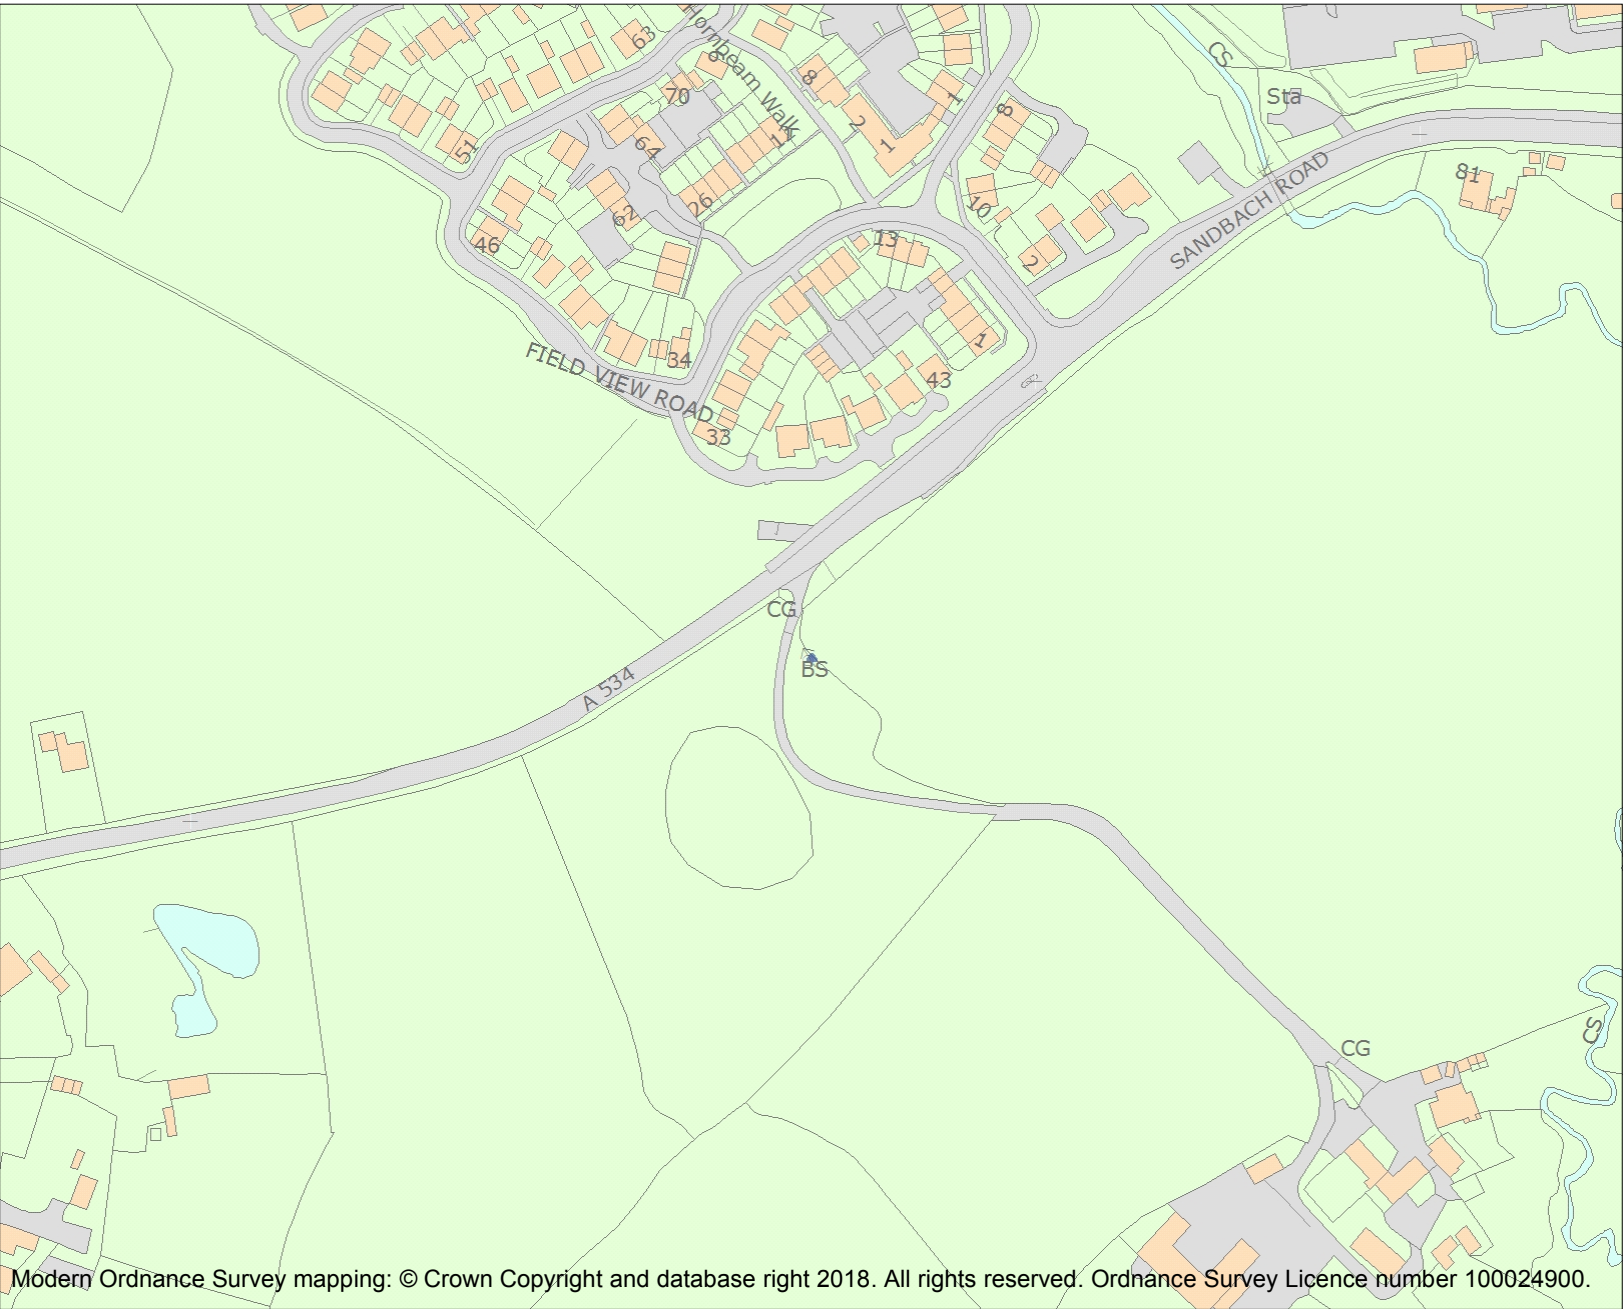 63
Hornbeam Walk
6
8
70
2
1
1
8
64
17
51
26
62
10
46
13
2
CS
Sta
SANDBACH ROAD
81
1
34
FIELD VIEW ROAD
43
33
CG
BS
A 534
CS
CG
Modern Ordnance Survey mapping: © Crown Copyright and database right 2018. All rights reserved. Ordnance Survey Licence number 100024900.